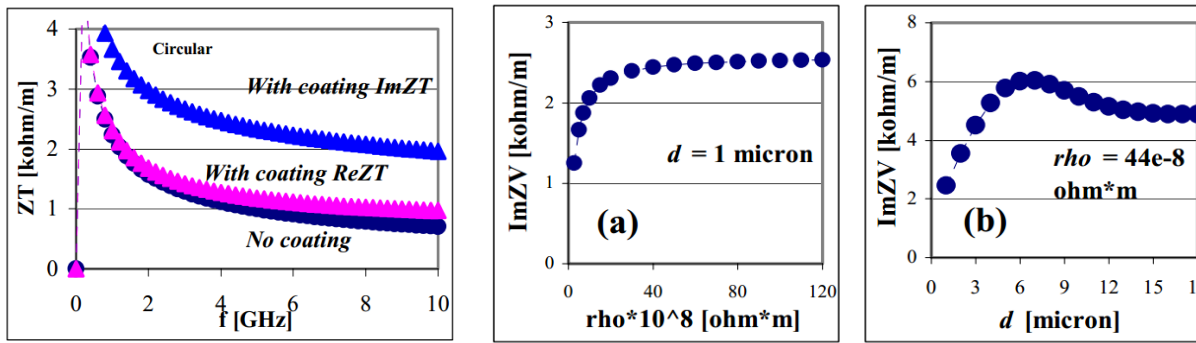 4
3
2
1
0
ZT [kohm/m]
Circular
With coating ImZT
With coating ReZT
No coating
0 2 4 6 8 10
f [GHz]
3
2
1
0
ImZV [kohm/m]
d = 1 micron
(a)
0 40 80 120
rho*10^8 [ohm*m]
8
6
4
2
0
ImZV [kohm/m]
rho = 44e-8
ohm*m
(b)
0 3 6 9 12 15
d [micron]